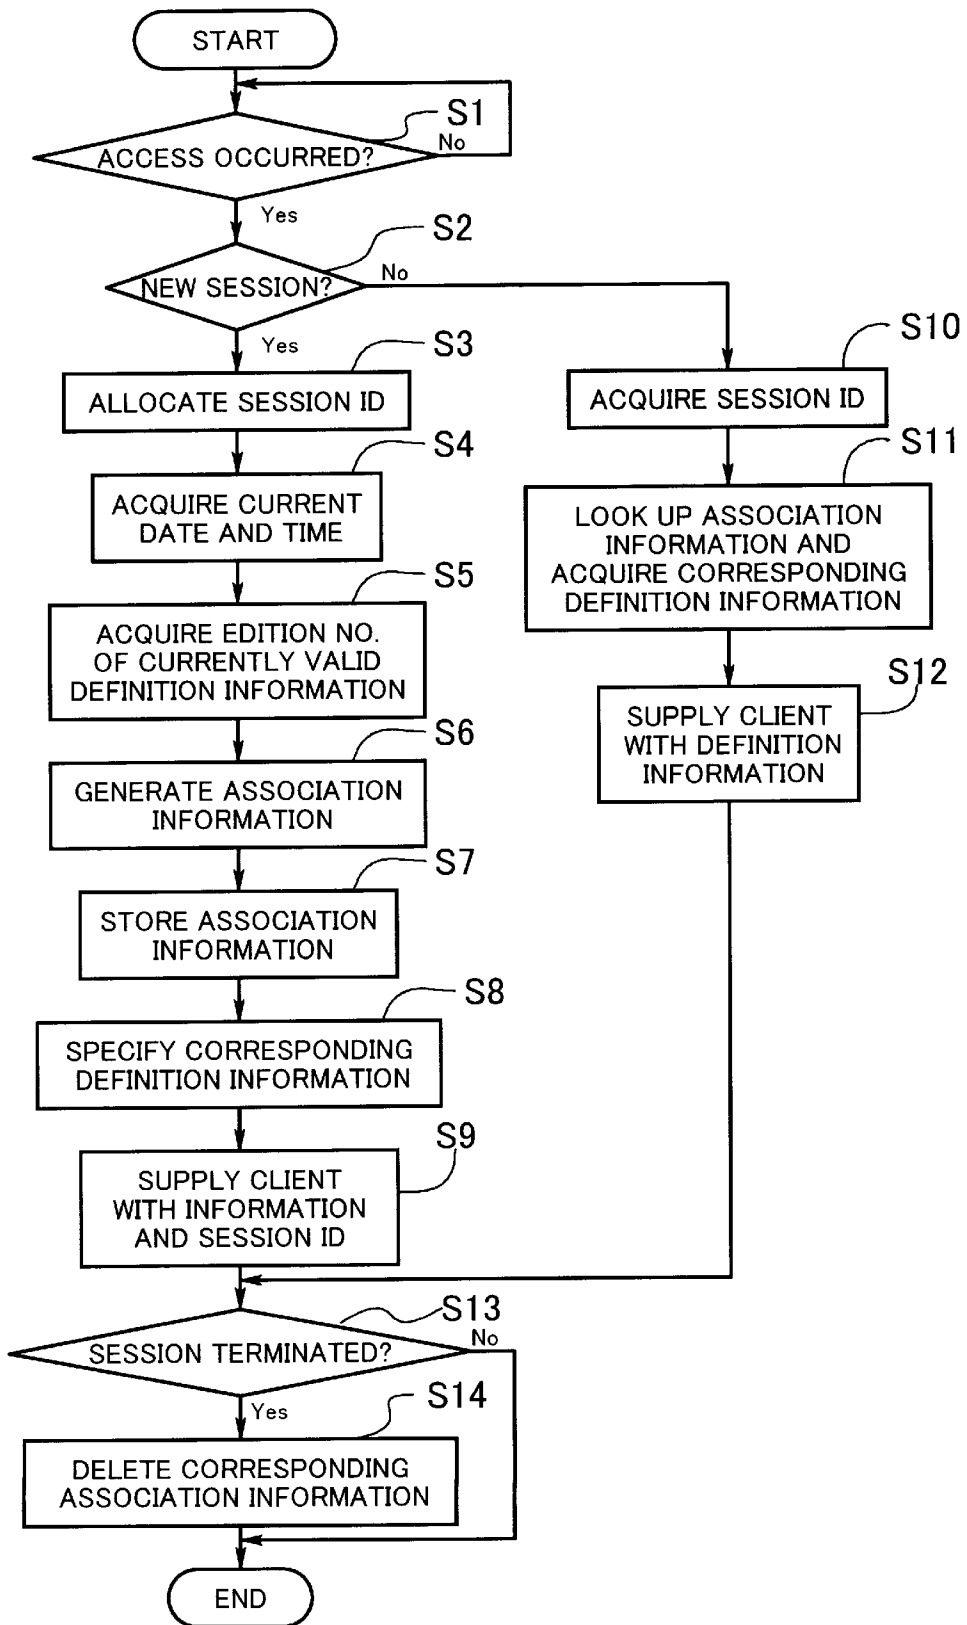 START
S1
ACCESS OCCURRED?
No
Yes
S2
NEW SESSION?
No
Yes
S3
ALLOCATE SESSION ID
S4
ACQUIRE CURRENT
DATE AND TIME
S5
ACQUIRE EDITION NO.
OF CURRENTLY VALID
DEFINITION INFORMATION
S6
GENERATE ASSOCIATION
INFORMATION
S7
STORE ASSOCIATION
INFORMATION
S8
SPECIFY CORRESPONDING
DEFINITION INFORMATION
S9
SUPPLY CLIENT
WITH INFORMATION
AND SESSION ID
S10
ACQUIRE SESSION ID
S11
LOOK UP ASSOCIATION
INFORMATION AND
ACQUIRE CORRESPONDING
DEFINITION INFORMATION
S12
SUPPLY CLIENT
WITH DEFINITION
INFORMATION
S13
SESSION TERMINATED?
No
Yes
S14
DELETE CORRESPONDING
ASSOCIATION INFORMATION
END